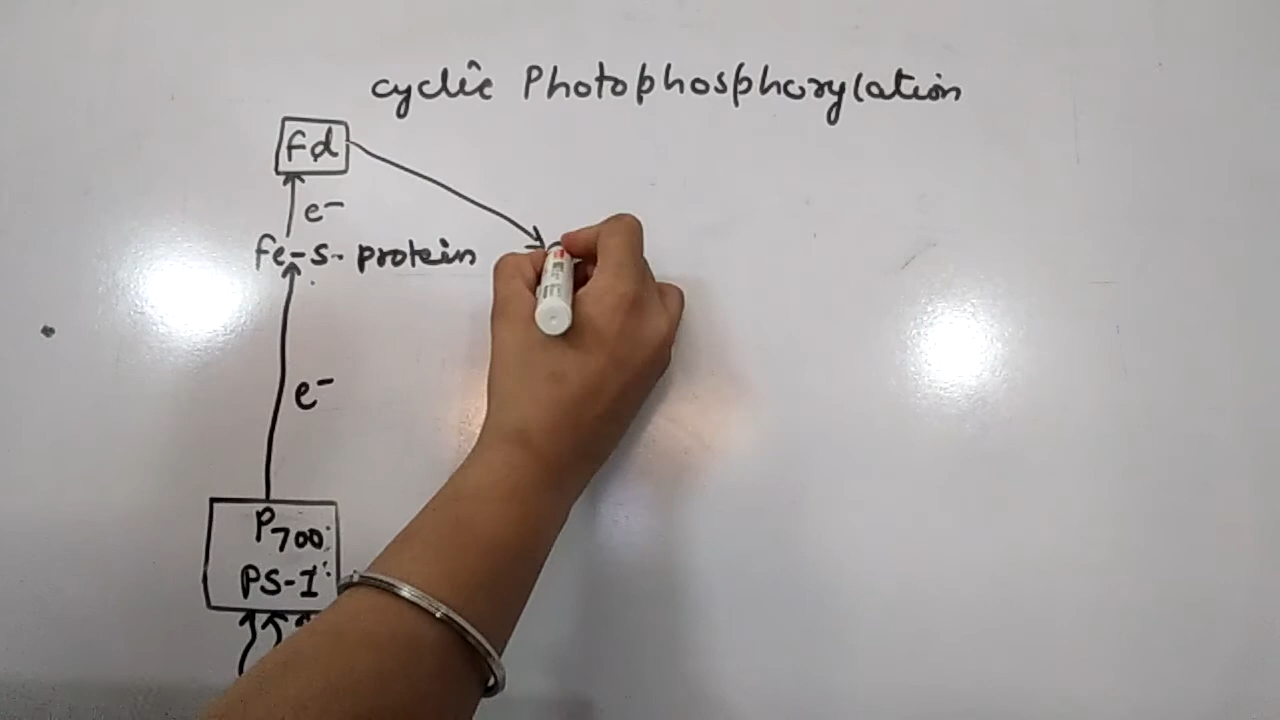 cyclic Photophosphorylation
Fd
e-
Fe-S-protein
e-
P700
PS-I